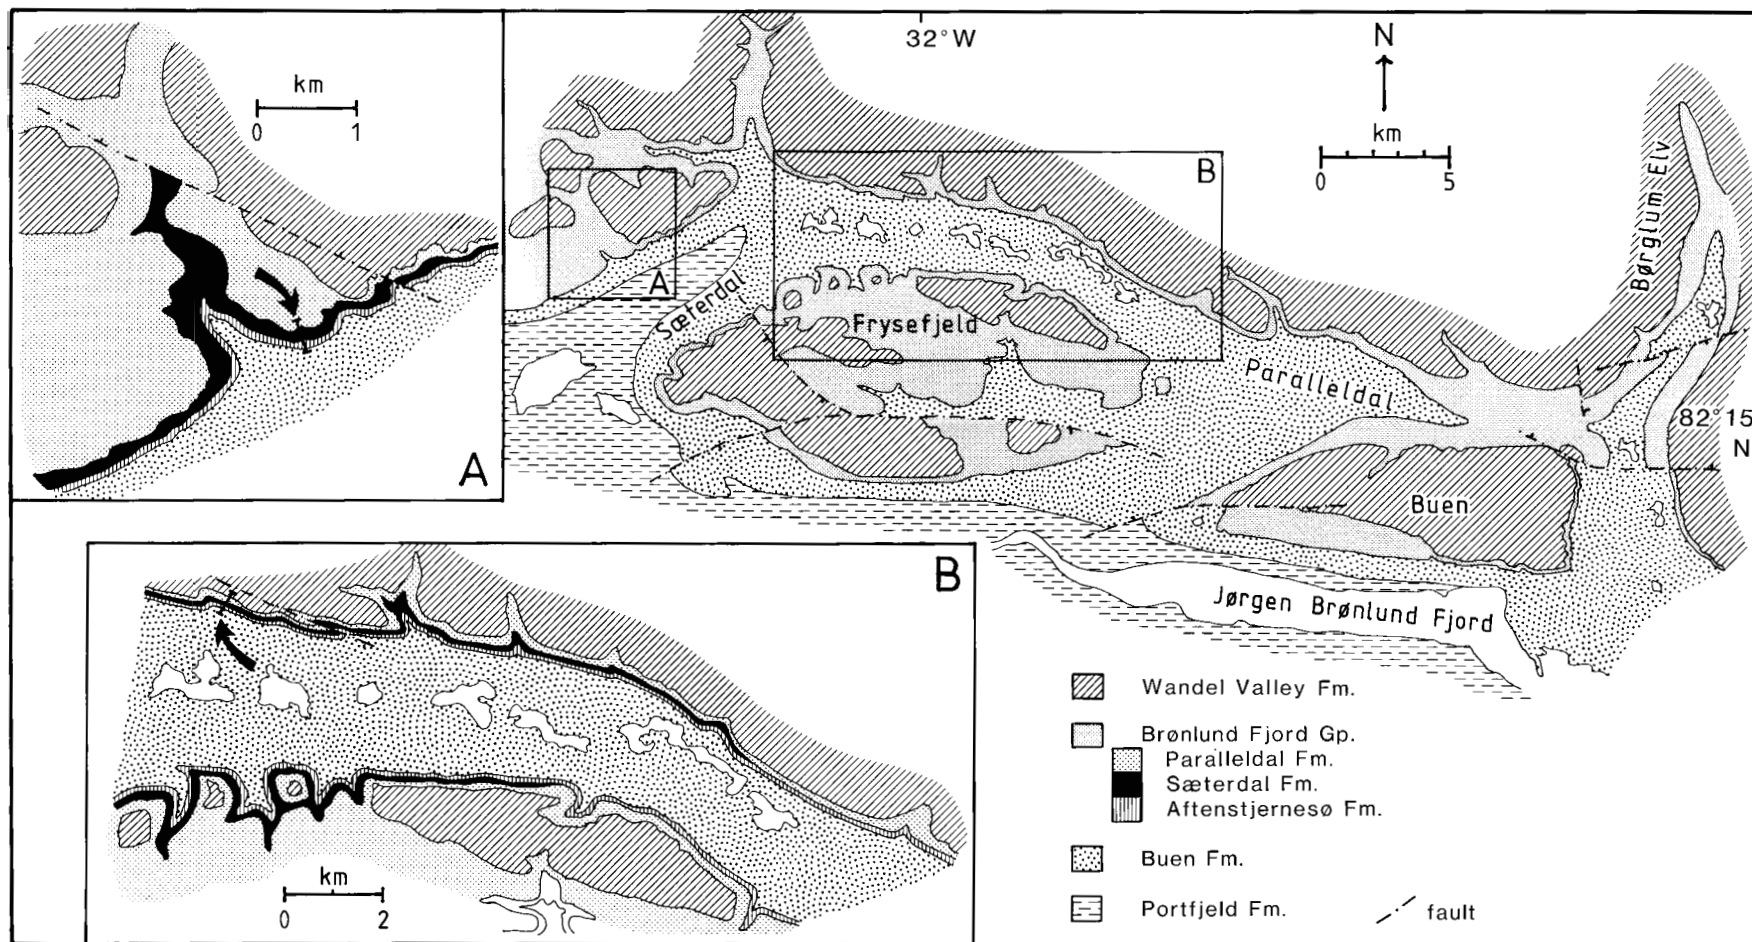 km
0 1
A
32°W
N
km
0 5
B
A
Sæterdal
Frysefjeld
Paralleldal
Børglum Elv
82°15
N
Buen
Jørgen Brønlund Fjord
B
km
0 2
Wandel Valley Fm.
Brønlund Fjord Gp.
Paralleldal Fm.
Sæterdal Fm.
Aftenstjernesø Fm.
Buen Fm.
Portfjeld Fm.
fault